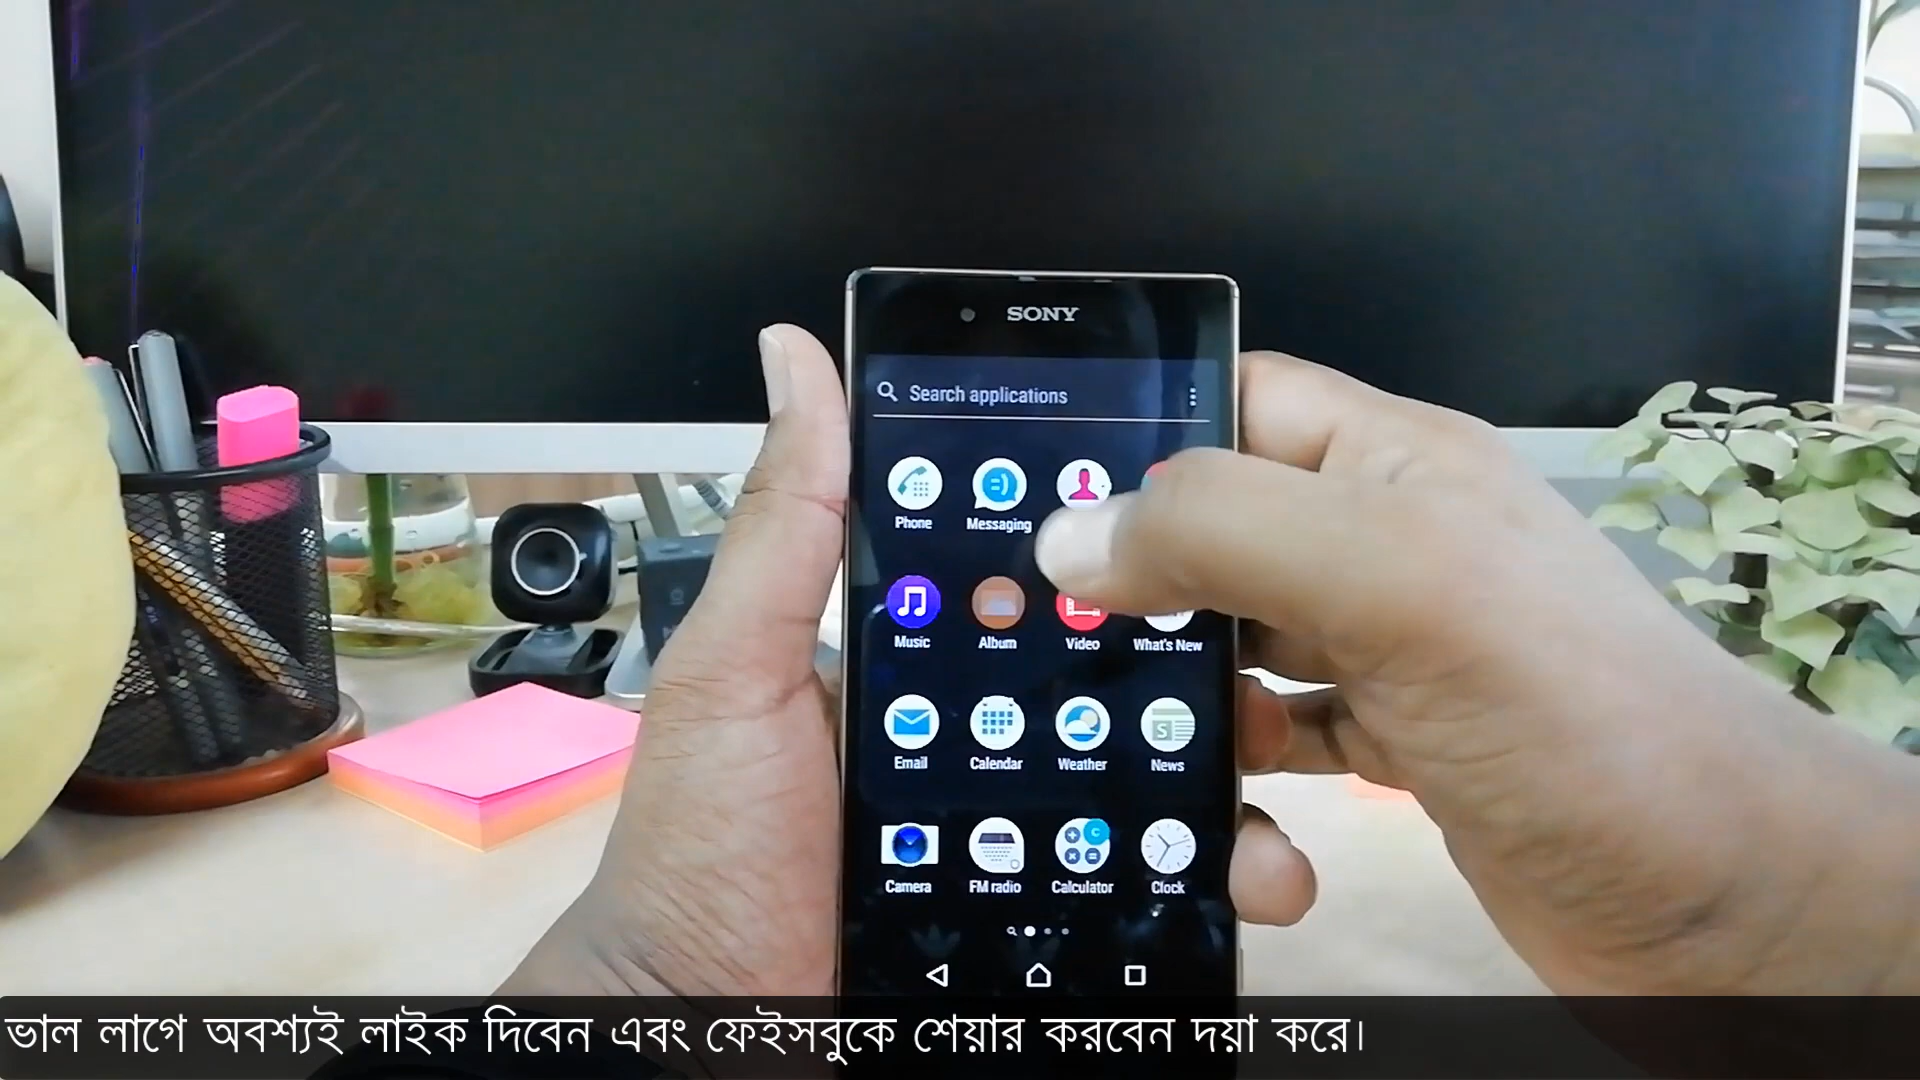 SONY
Search applications
Phone
Messaging
Music
Album
Video
What's New
Email
Calendar
Weather
News
Camera
FM radio
Calculator
Clock
ভাল লাগে অবশ্যই লাইক দিবেন এবং ফেইসবুকে শেয়ার করবেন দয়া করে।